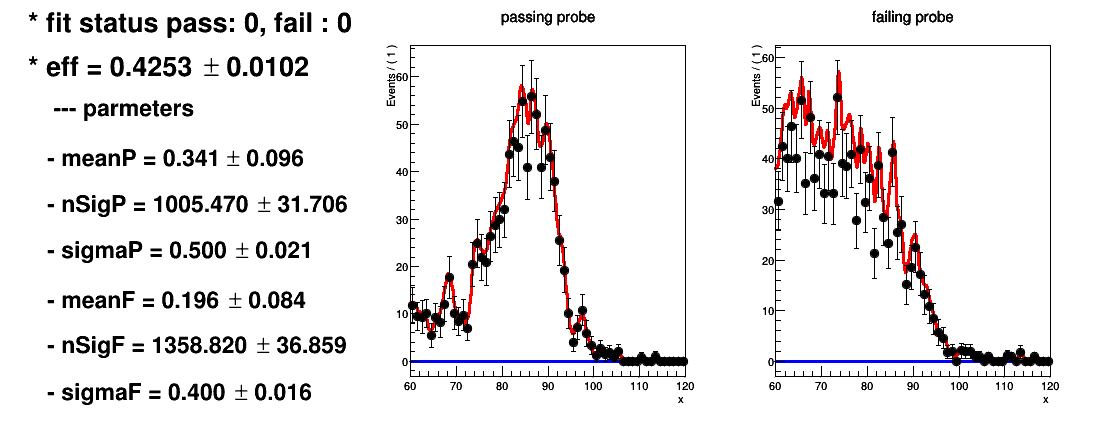 * fit status pass: 0, fail : 0
* eff = 0.4253 ± 0.0102
--- parmeters
- meanP = 0.341 ± 0.096
- nSigP = 1005.470 ± 31.706
- sigmaP = 0.500 ± 0.021
- meanF = 0.196 ± 0.084
- nSigF = 1358.820 ± 36.859
- sigmaF = 0.400 ± 0.016
passing probe
Events / ( 1 )
60
50
40
30
20
10
0
60 70 80 90 100 110 120
x
failing probe
Events / ( 1 )
60
50
40
30
20
10
0
60 70 80 90 100 110 120
x